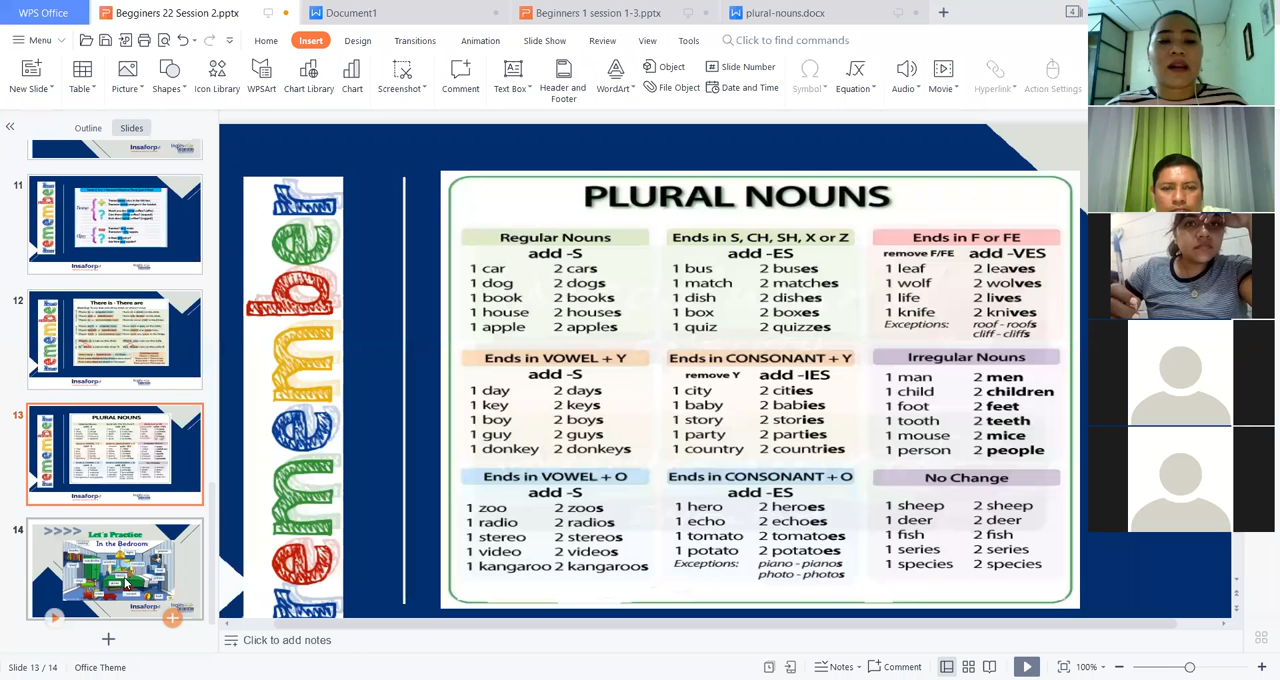 WPS Office
Begginers 22 Session 2.pptx
Document1
Beginners 1 session 1-3.pptx
plural-nouns.docx
4
Menu
Home
Insert
Design
Transitions
Animation
Slide Show
Review
View
Tools
Click to find commands
New Slide
Table
Picture
Shapes
Icon Library
WPSArt
Chart Library
Chart
Screenshot
Comment
Text Box
Header and
Footer
WordArt
Object
File Object
Slide Number
Date and Time
Symbol
Equation
Audio
Movie
Hyperlink
Action Settings
Outline
Slides
Insaforp
11
Remember
Insaforp
12
Remember
There is - There are
Insaforp
13
Remember
PLURAL NOUNS
Insaforp
14
>>>>
Let's Practice
In the Bedroom
Insaforp
Remember
PLURAL NOUNS
Regular Nouns
add -S
1 car 2 cars
1 dog 2 dogs
1 book 2 books
1 house 2 houses
1 apple 2 apples
Ends in S, CH, SH, X or Z
add -ES
1 bus 2 buses
1 match 2 matches
1 dish 2 dishes
1 box 2 boxes
1 quiz 2 quizzes
Ends in F or FE
remove F/FE add -VES
1 leaf 2 leaves
1 wolf 2 wolves
1 life 2 lives
1 knife 2 knives
Exceptions: roof - roofs
cliff - cliffs
Ends in VOWEL + Y
add -S
1 day 2 days
1 key 2 keys
1 boy 2 boys
1 guy 2 guys
1 donkey 2 donkeys
Ends in CONSONANT + Y
remove Y add -IES
1 city 2 cities
1 baby 2 babies
1 story 2 stories
1 party 2 parties
1 country 2 countries
Irregular Nouns
1 man 2 men
1 child 2 children
1 foot 2 feet
1 tooth 2 teeth
1 mouse 2 mice
1 person 2 people
Ends in VOWEL + O
add -S
1 zoo 2 zoos
1 radio 2 radios
1 stereo 2 stereos
1 video 2 videos
1 kangaroo 2 kangaroos
Ends in CONSONANT + O
add -ES
1 hero 2 heroes
1 echo 2 echoes
1 tomato 2 tomatoes
1 potato 2 potatoes
Exceptions: piano - pianos
photo - photos
No Change
1 sheep 2 sheep
1 deer 2 deer
1 fish 2 fish
1 series 2 series
1 species 2 species
Click to add notes
Slide 13 / 14
Office Theme
Notes
Comment
100%